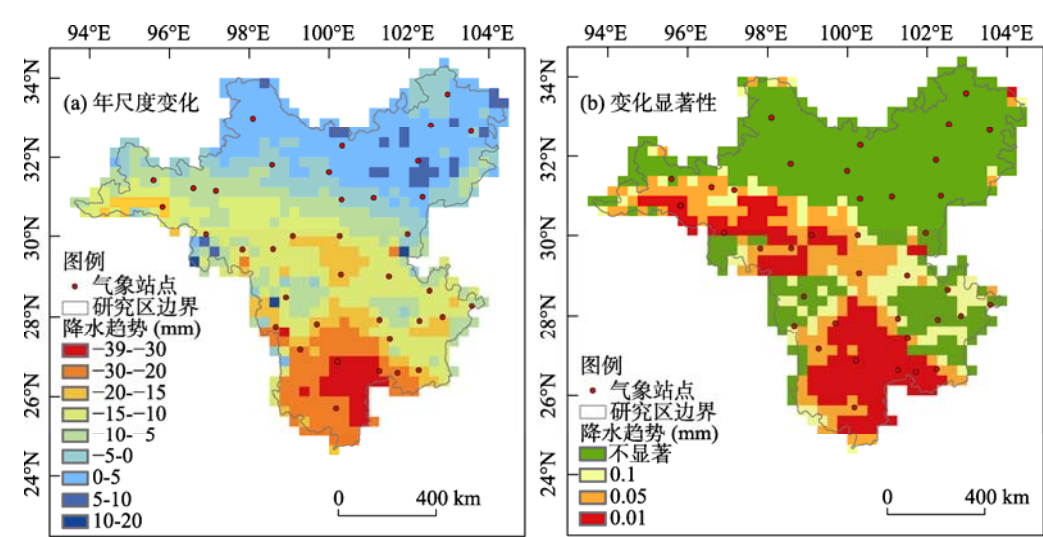 94°E 96°E 98°E 100°E 102°E 104°E
34°N
32°N
30°N
28°N
26°N
24°N
(a) 年尺度变化
图例
气象站点
研究区边界
降水趋势 (mm)
−39-−30
−30-−20
−20-−15
−15-−10
−10-−5
−5-0
0-5
5-10
10-20
0 400 km
94°E 96°E 98°E 100°E 102°E 104°E
34°N
32°N
30°N
28°N
26°N
24°N
(b) 变化显著性
图例
气象站点
研究区边界
降水趋势 (mm)
不显著
0.1
0.05
0.01
0 400 km